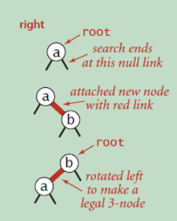 right
root
a
search ends
at this null link
a
attached new node
with red link
b
root
b
rotated left
to make a
legal 3-node
a